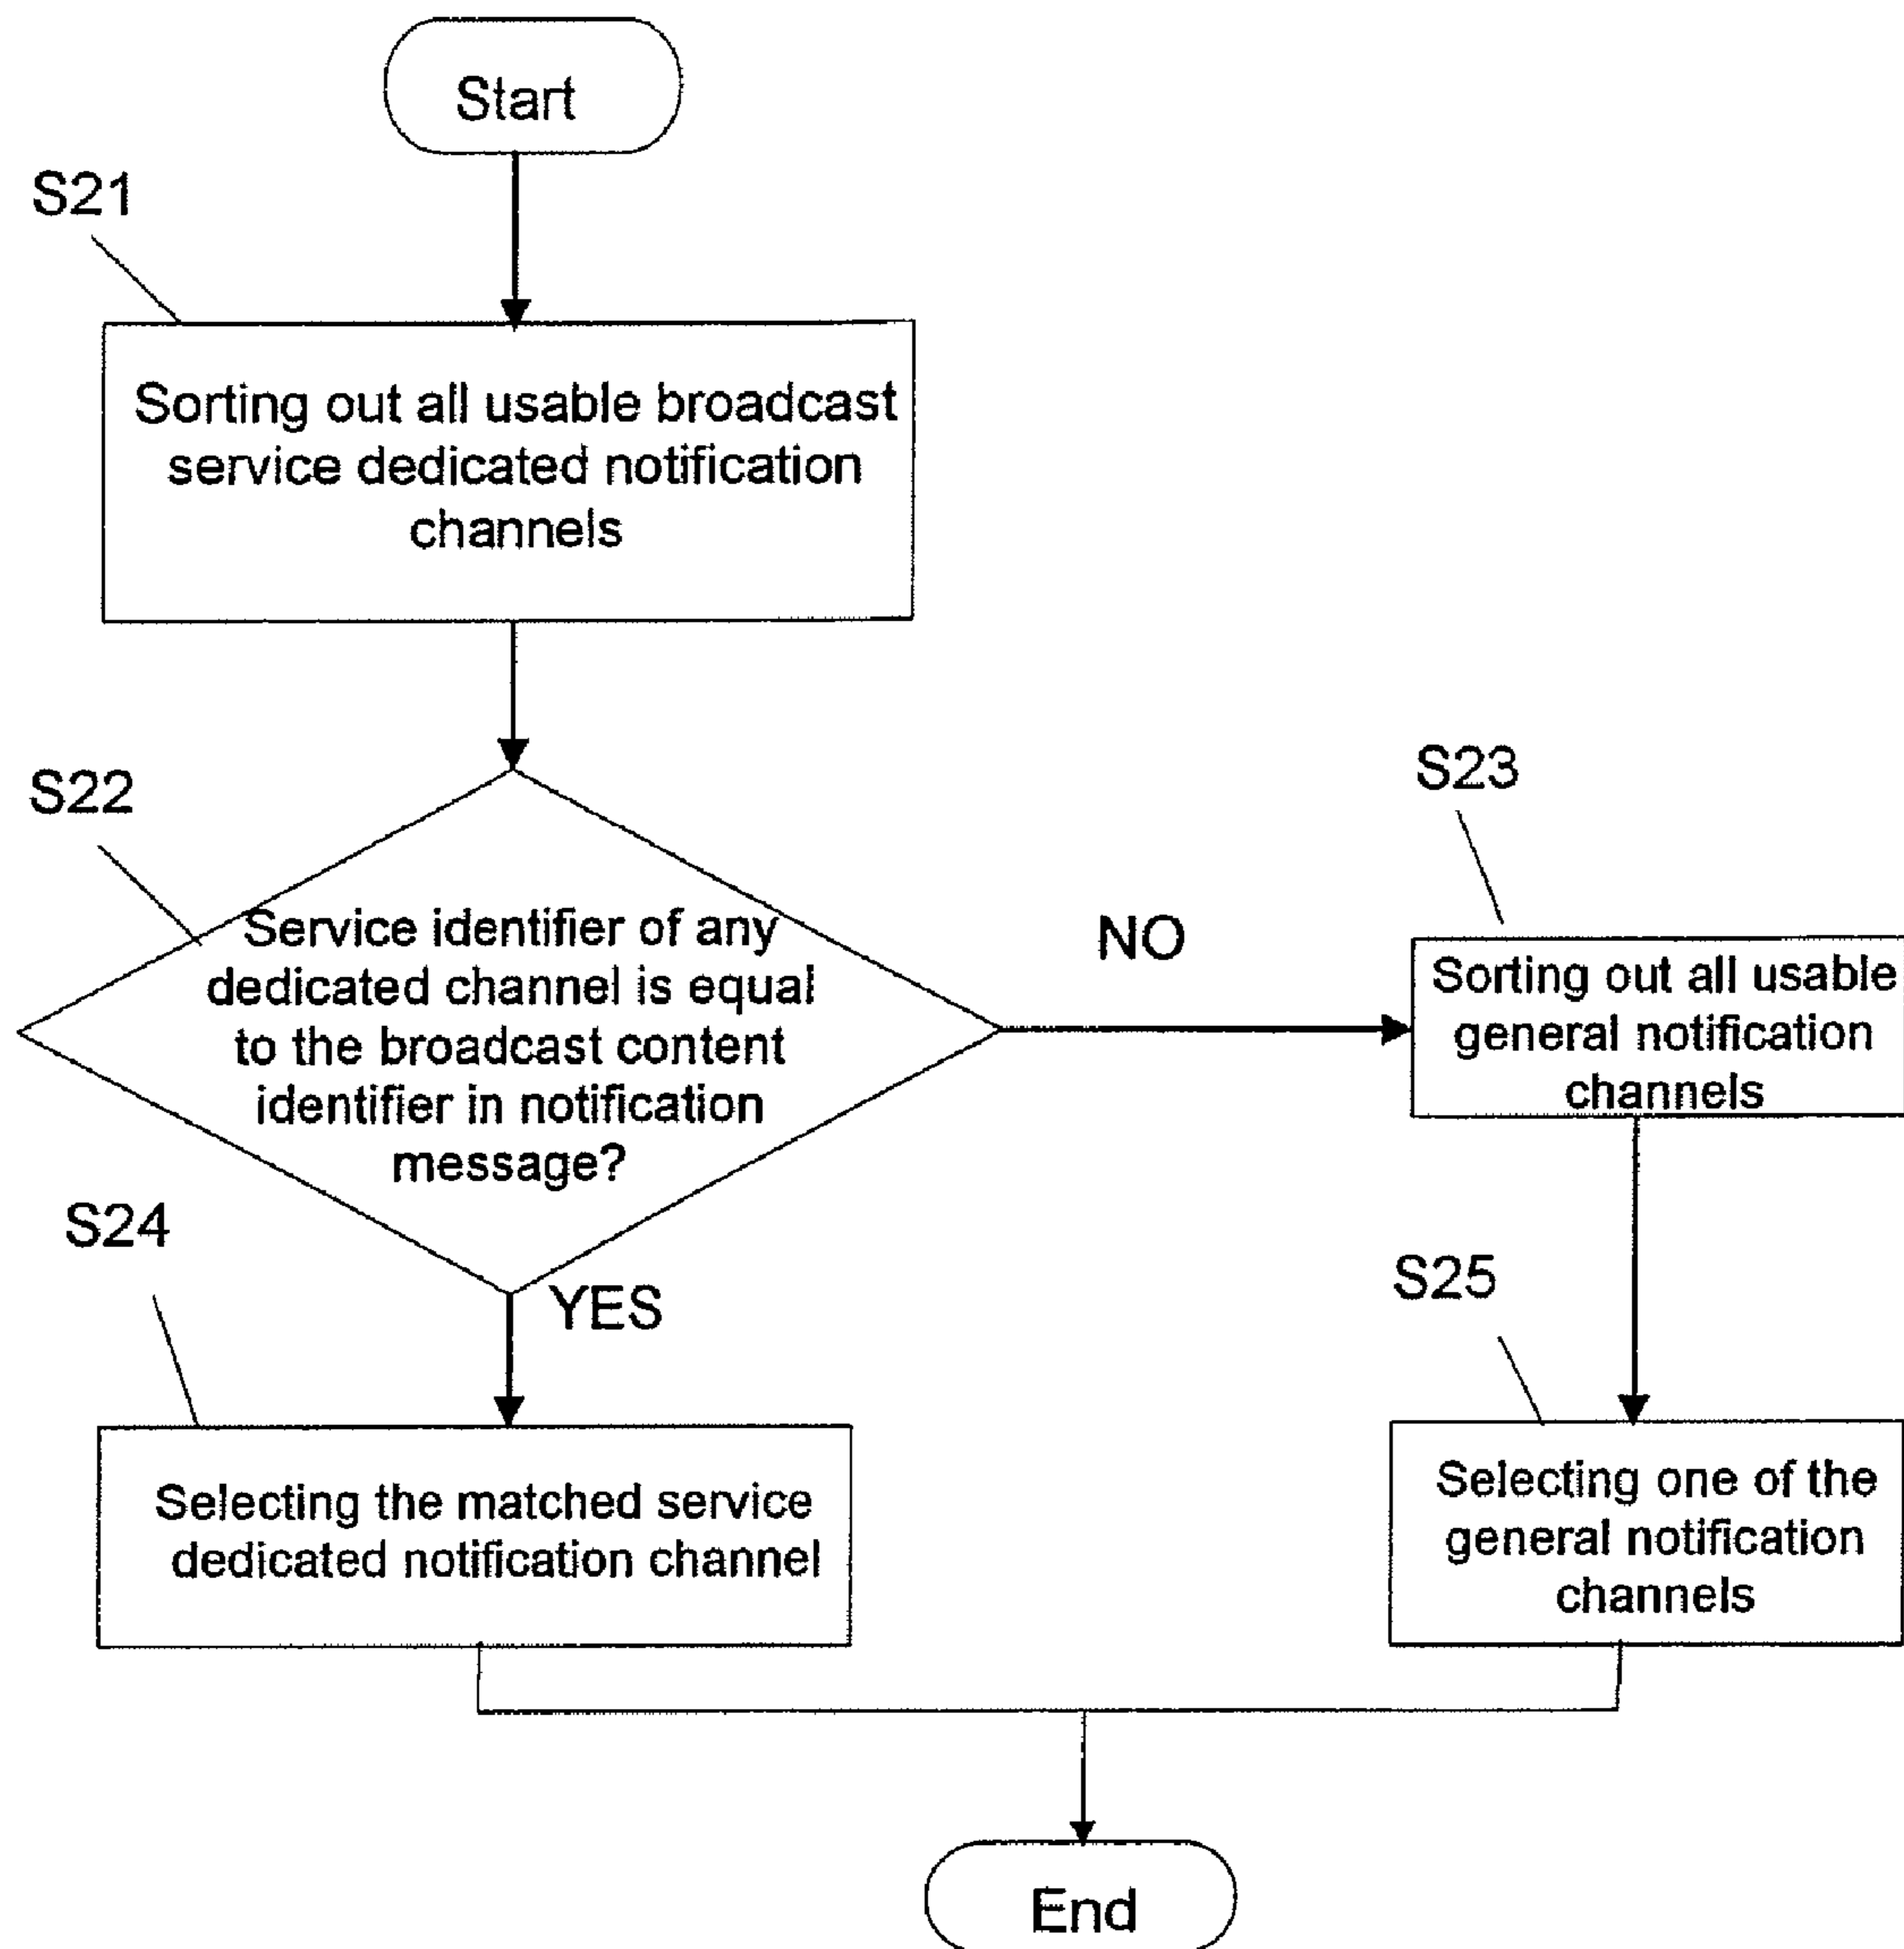 Start
S21
Sorting out all usable broadcast
service dedicated notification
channels
S22
Service identifier of any
dedicated channel is equal
to the broadcast content
identifier in notification
message?
NO
S23
Sorting out all usable
general notification
channels
YES
S24
Selecting the matched service
dedicated notification channel
S25
Selecting one of the
general notification
channels
End